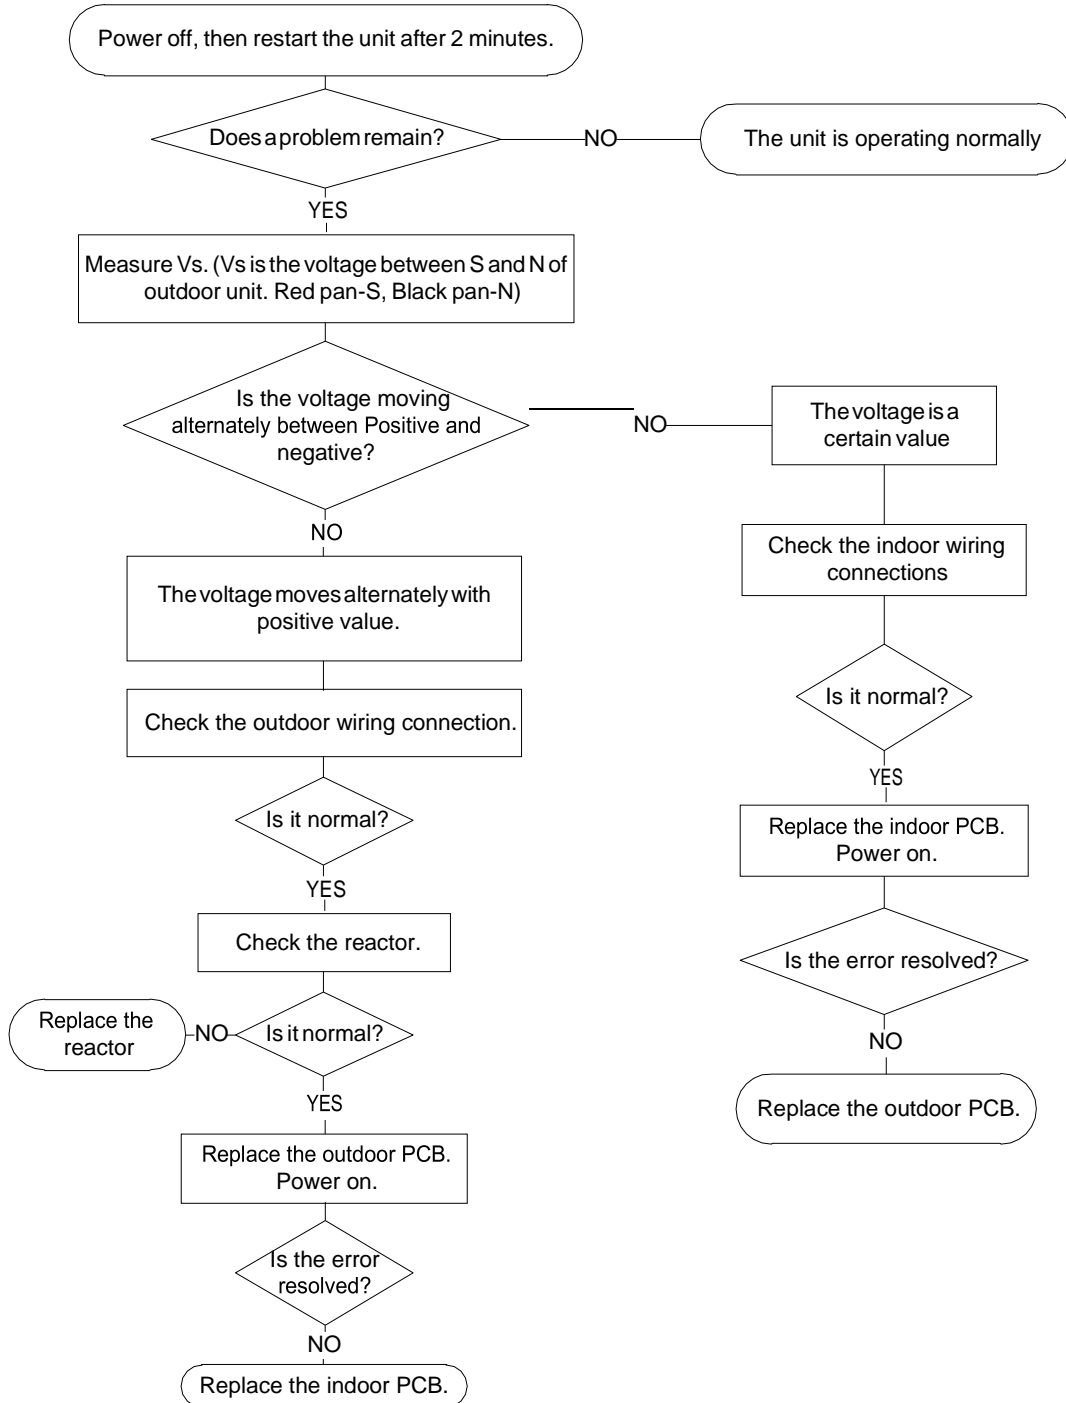 Power off, then restart the unit after 2 minutes.
Does a problem remain?
NO
The unit is operating normally
YES
Measure Vs. (Vs is the voltage between S and N of
outdoor unit. Red pan-S, Black pan-N)
Is the voltage moving
alternately between Positive and
negative?
NO
The voltage is a
certain value
NO
The voltage moves alternately with
positive value.
Check the indoor wiring
connections
Check the outdoor wiring connection.
Is it normal?
Is it normal?
YES
YES
Replace the indoor PCB.
Power on.
Check the reactor.
Is the error resolved?
Replace the
reactor
NO
Is it normal?
NO
YES
Replace the outdoor PCB.
Replace the outdoor PCB.
Power on.
Is the error
resolved?
NO
Replace the indoor PCB.